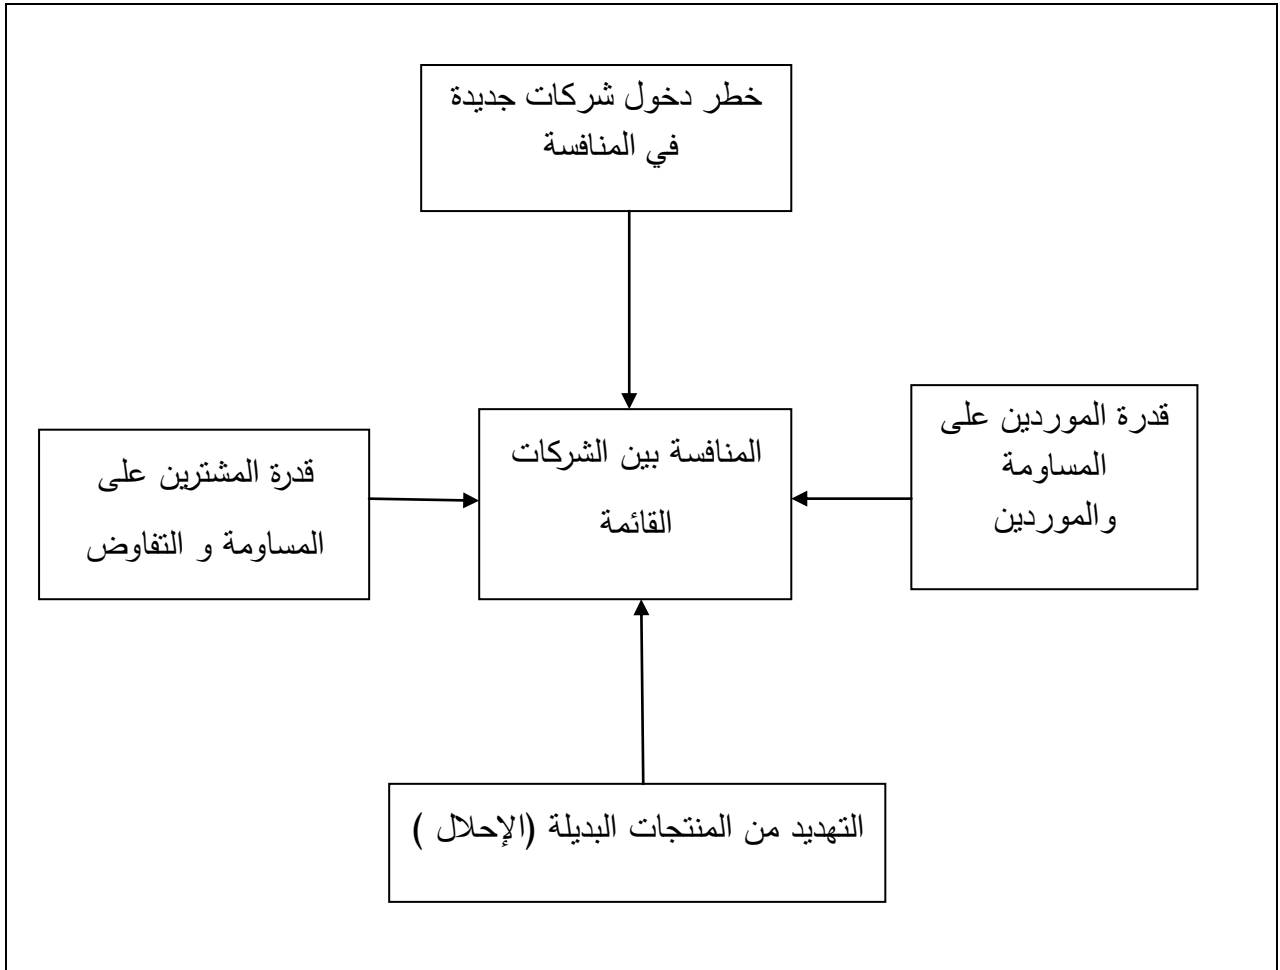 خطر دخول شركات جديدة
في المنافسة
قدرة الموردين على
المساومة
والموردين
المنافسة بين الشركات
القائمة
قدرة المشترين على
المساومة و التفاوض
التهديد من المنتجات البديلة (الإحلال )